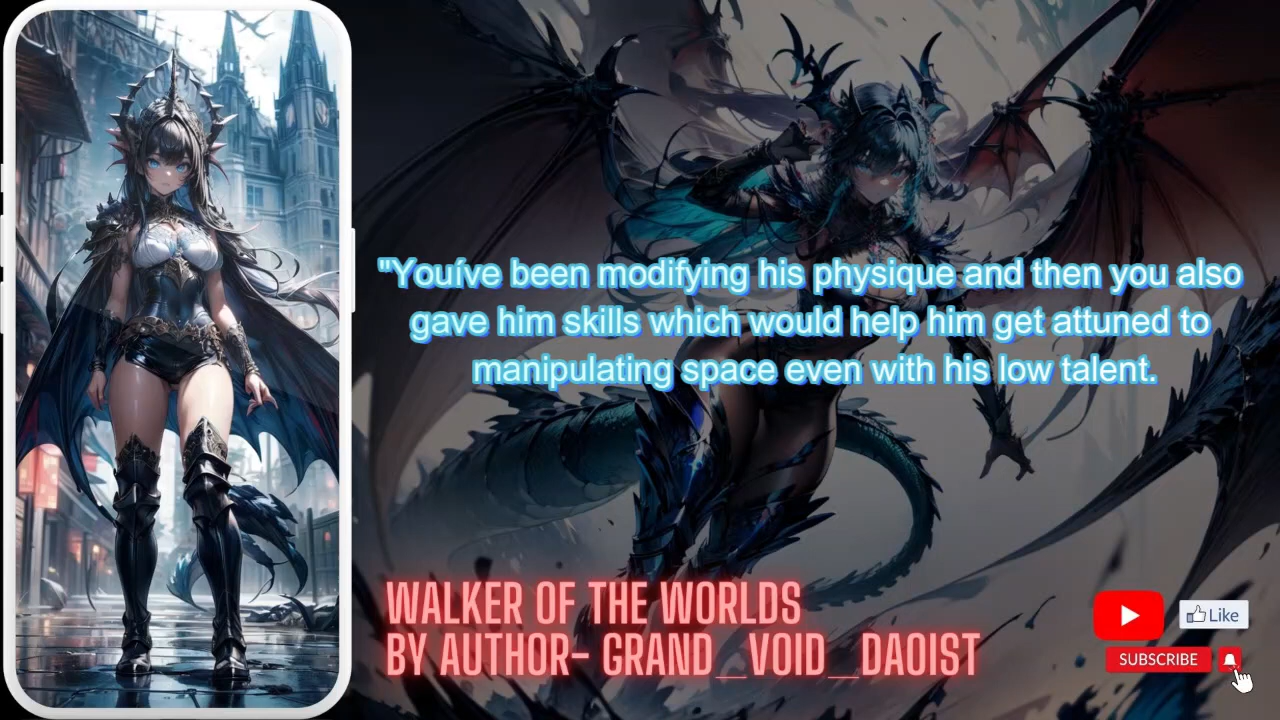 "Youíve been modifying his physique and then you also
gave him skills which would help him get attuned to
manipulating space even with his low talent.
WALKER OF THE WORLDS
BY AUTHOR- GRAND_VOID_DAOIST
Like
SUBSCRIBE